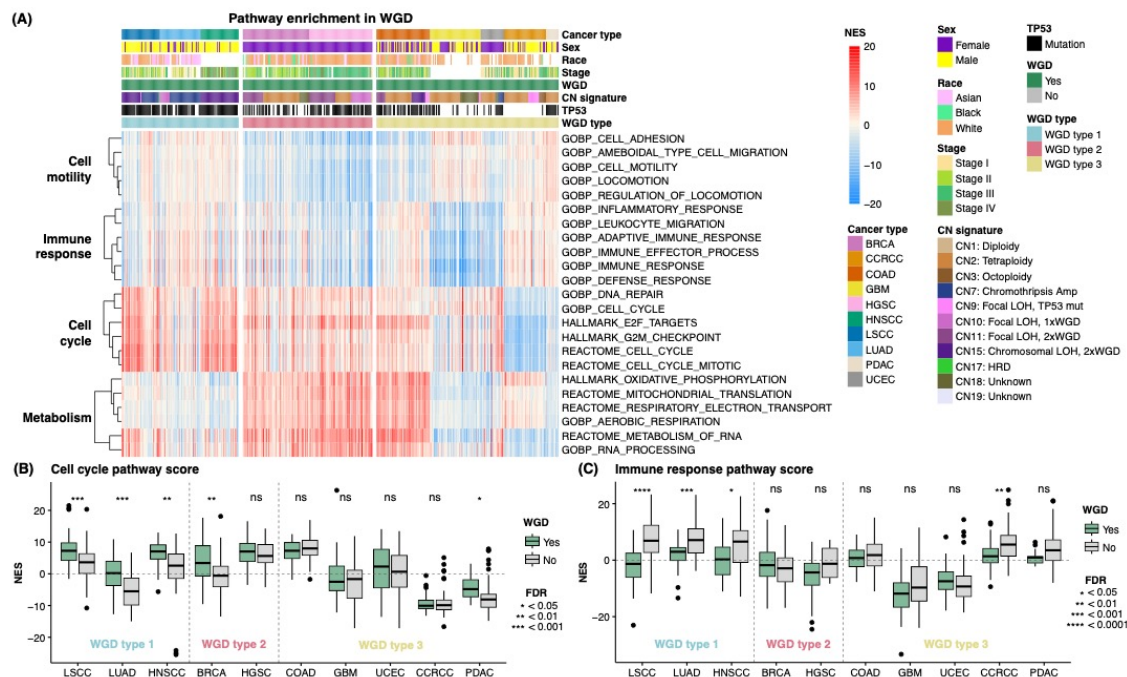 (A)
Pathway enrichment in WGD
Cancer type
Sex
Race
Stage
WGD
CN signature
TP53
WGD type
Cell motility
GOBP_CELL_ADHESION
GOBP_AMEBOIDAL_TYPE_CELL_MIGRATION
GOBP_CELL_MOTILITY
GOBP_LOCOMOTION
GOBP_REGULATION_OF_LOCOMOTION
Immune response
GOBP_INFLAMMATORY_RESPONSE
GOBP_LEUKOCYTE_MIGRATION
GOBP_ADAPTIVE_IMMUNE_RESPONSE
GOBP_IMMUNE_EFFECTOR_PROCESS
GOBP_IMMUNE_RESPONSE
GOBP_DEFENSE_RESPONSE
Cell cycle
GOBP_DNA_REPAIR
GOBP_CELL_CYCLE
HALLMARK_E2F_TARGETS
HALLMARK_G2M_CHECKPOINT
REACTOME_CELL_CYCLE
REACTOME_CELL_CYCLE_MITOTIC
Metabolism
HALLMARK_OXIDATIVE_PHOSPHORYLATION
REACTOME_MITOCHONDRIAL_TRANSLATION
REACTOME_RESPIRATORY_ELECTRON_TRANSPORT
GOBP_AEROBIC_RESPIRATION
REACTOME_METABOLISM_OF_RNA
GOBP_RNA_PROCESSING
NES
20
10
0
−10
−20
Cancer type
BRCA
CCRCC
COAD
GBM
HGSC
HNSCC
LSCC
LUAD
PDAC
UCEC
Sex
Female
Male
Race
Asian
Black
White
Stage
Stage I
Stage II
Stage III
Stage IV
CN signature
CN1: Diploidy
CN2: Tetraploidy
CN3: Octoploidy
CN7: Chromothripsis Amp
CN9: Focal LOH, TP53 mut
CN10: Focal LOH, 1xWGD
CN11: Focal LOH, 2xWGD
CN15: Chromosomal LOH, 2xWGD
CN17: HRD
CN18: Unknown
CN19: Unknown
TP53
Mutation
WGD
Yes
No
WGD type
WGD type 1
WGD type 2
WGD type 3
(B) Cell cycle pathway score
NES
20
10
0
−10
−20
*** *** ** ** ns ns ns ns ns *
WGD type 1 WGD type 2 WGD type 3
LSCC LUAD HNSCC BRCA HGSC COAD GBM UCEC CCRCC PDAC
WGD
Yes
No
FDR
* < 0.05
** < 0.01
*** < 0.001
(C) Immune response pathway score
NES
20
0
−20
**** *** * ns ns ns ns ns ** ns
WGD type 1 WGD type 2 WGD type 3
LSCC LUAD HNSCC BRCA HGSC COAD GBM UCEC CCRCC PDAC
WGD
Yes
No
FDR
* < 0.05
** < 0.01
*** < 0.001
**** < 0.0001